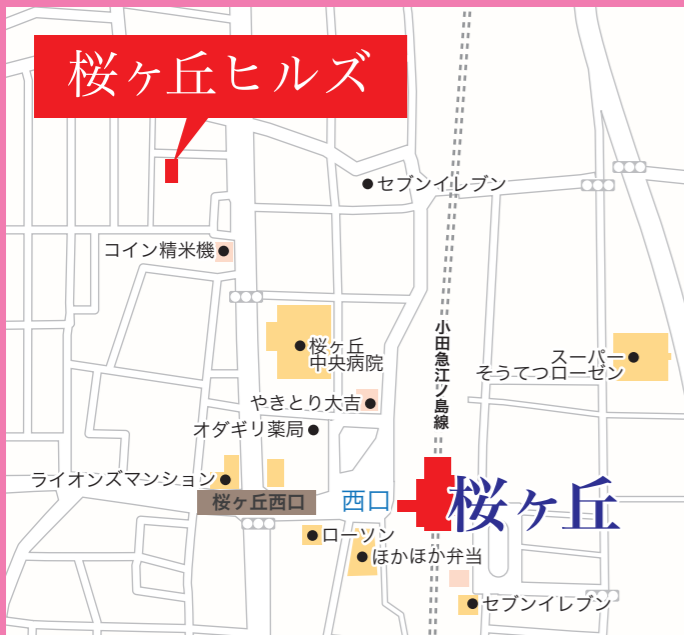 桜ヶ丘ヒルズ
セブンイレブン
コイン精米機
小田急江ノ島線
桜ヶ丘
中央病院
スーパー
そうてつローゼン
やきとり大吉
オダギリ薬局
ライオンズマンション
桜ヶ丘西口
西口
桜ヶ丘
ローソン
ほかほか弁当
セブンイレブン